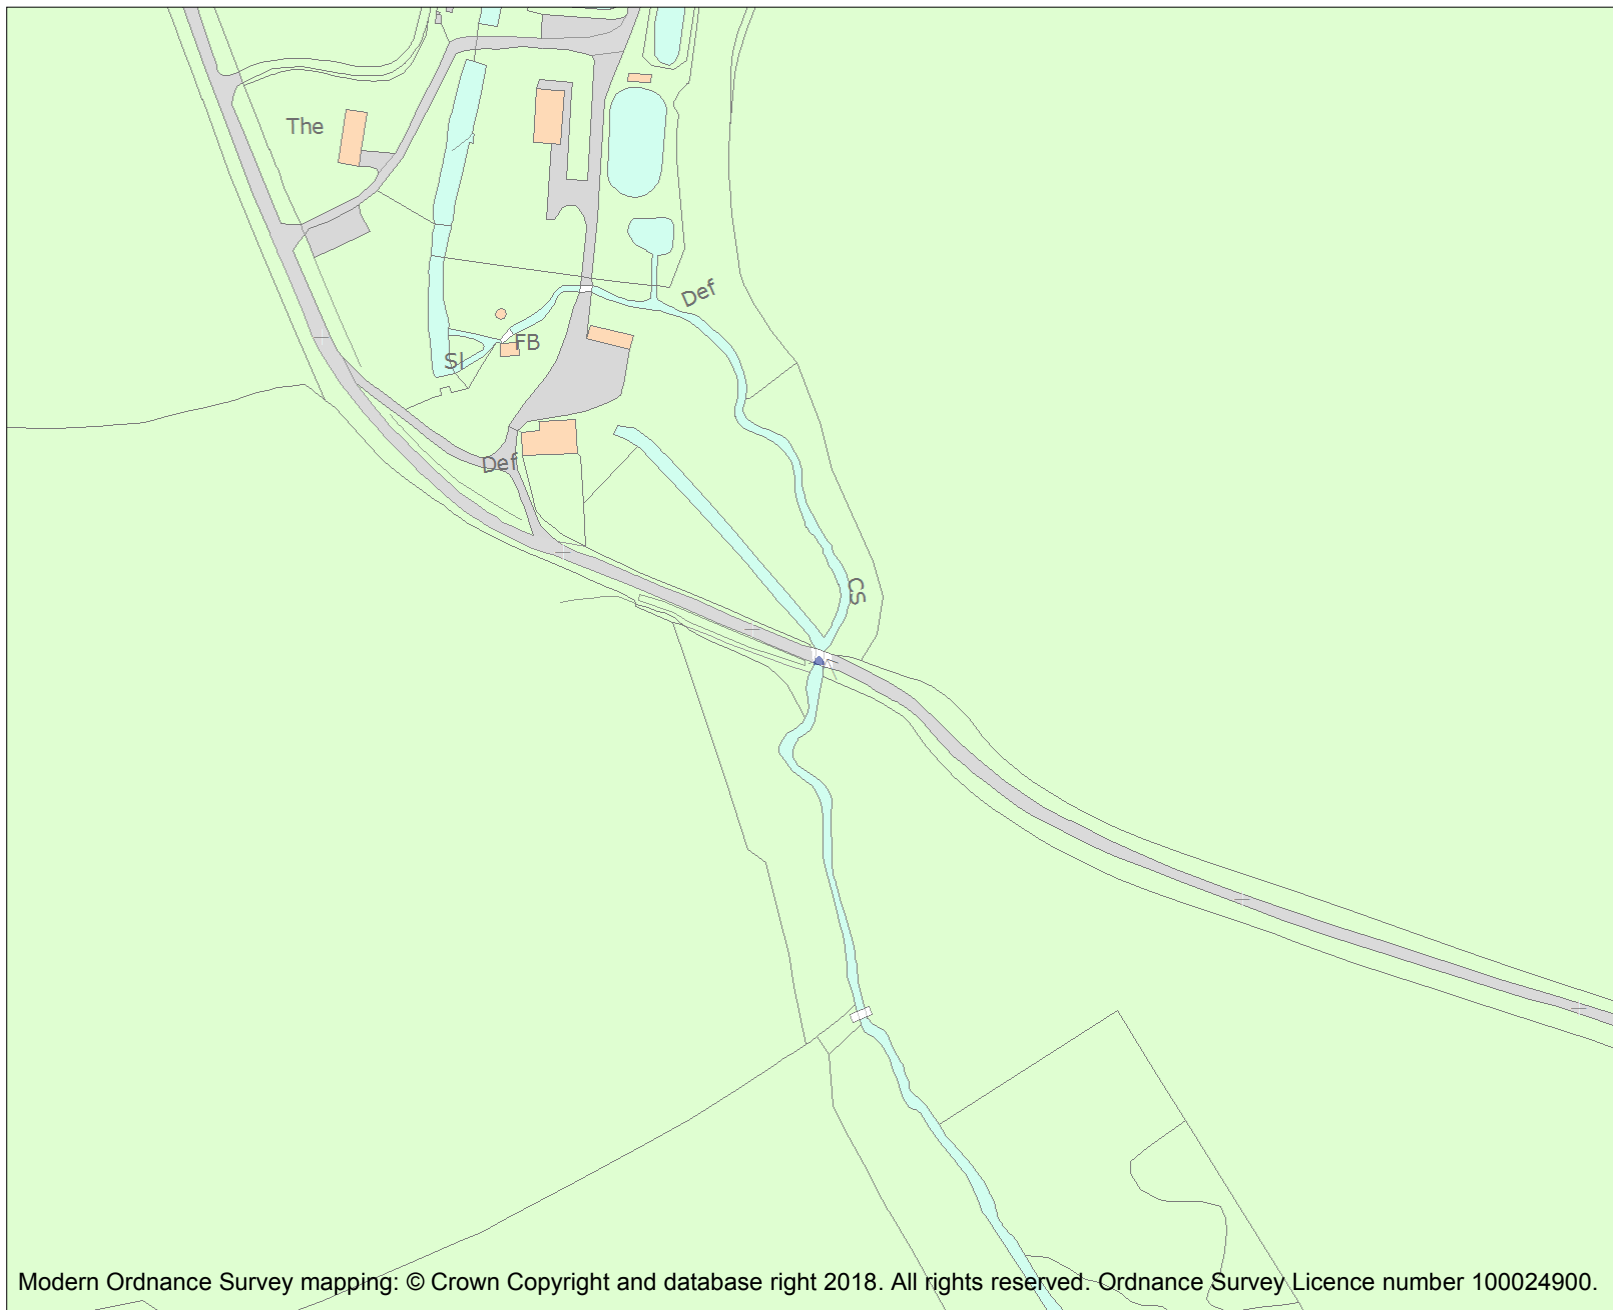 The
Def
FB
Sl
Def
CS
Modern Ordnance Survey mapping: © Crown Copyright and database right 2018. All rights reserved. Ordnance Survey Licence number 100024900.